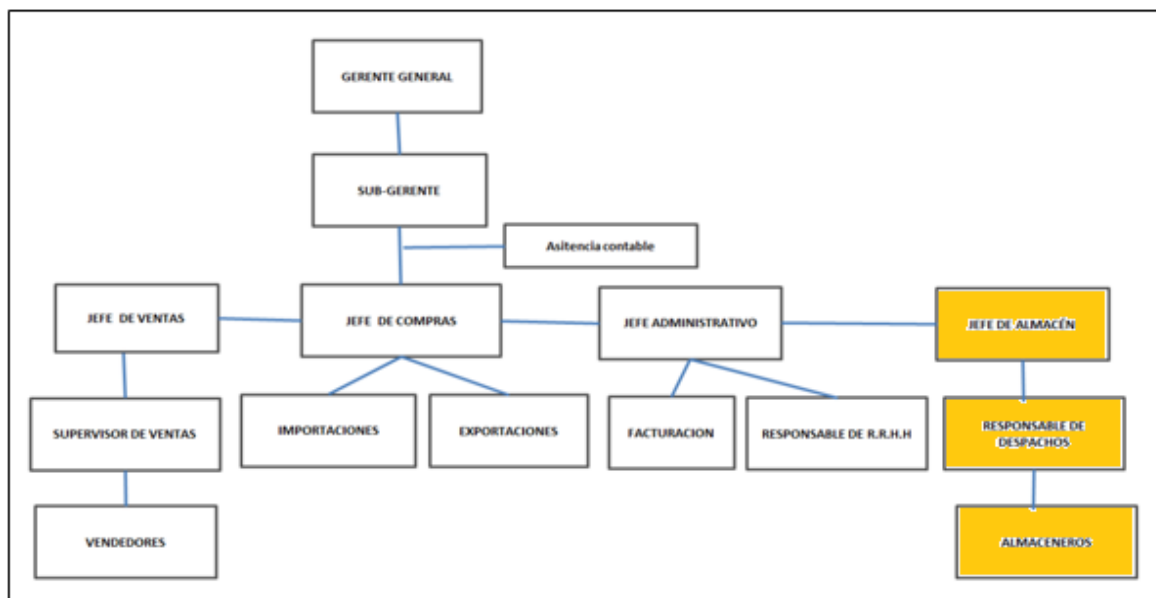 GERENTE GENERAL
SUB-GERENTE
Asitencia contable
JEFE DE VENTAS
JEFE DE COMPRAS
JEFE ADMINISTRATIVO
JEFE DE ALMACÉN
SUPERVISOR DE VENTAS
IMPORTACIONES
EXPORTACIONES
FACTURACION
RESPONSABLE DE R.R.H.H
RESPONSABLE DE
DESPACHOS
VENDEDORES
ALMACENEROS